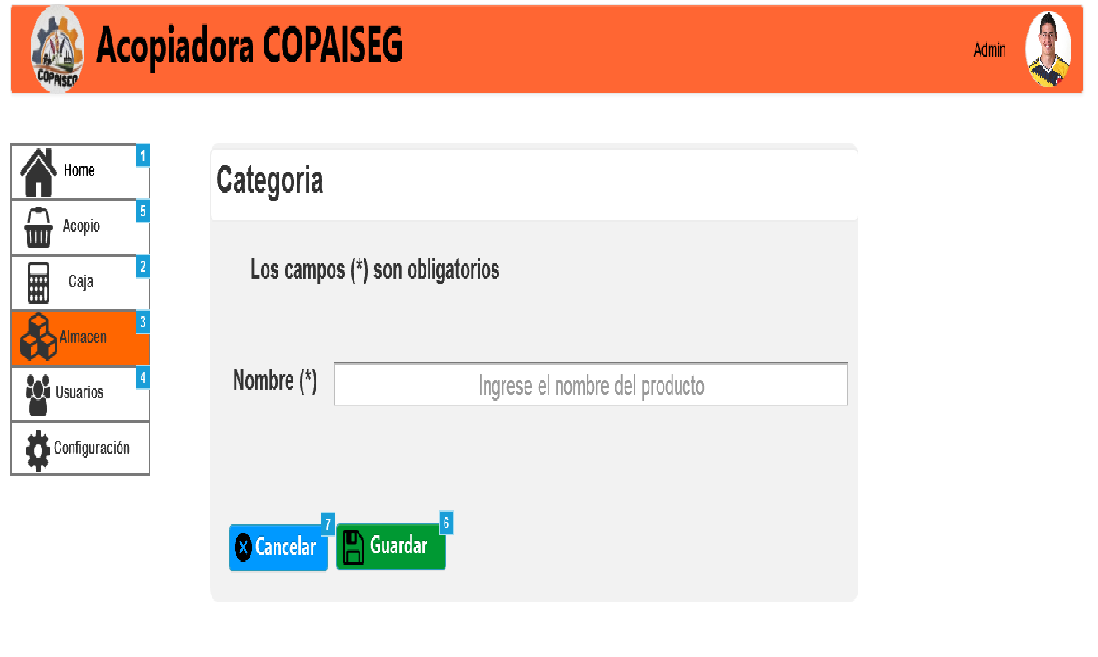 COPAISEG
Acopiadora COPAISEG
Admin
Home
1
Acopio
5
Caja
2
Almacen
3
Usuarios
4
Configuración
Categoria
Los campos (*) son obligatorios
Nombre (*)
Ingrese el nombre del producto
Cancelar
7
Guardar
6